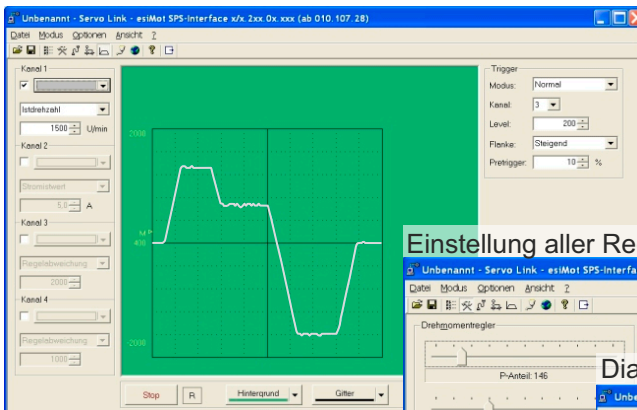 Unbenannt - Servo Link - esiMot SPS-Interface x/x.2xx.0x.xxx (ab 010.107.28)
Datei Modus Optionen Ansicht ?
Kanal 1
Istdrehzahl
1500 U/min
Kanal 2
Stromistwert
5.0 A
Kanal 3
Regelabweichung
2000
Kanal 4
Regelabweichung
1000
2000
M P
400
-2000
Stop R Hintergrund Gitter
Trigger
Modus: Normal
Kanal: 3
Level: 200
Flanke: Steigend
Pretrigger: 10 %
Einstellung aller Re
Unbenannt - Servo Link - esiMot SPS-Interfa
Datei Modus Optionen Ansicht ?
Drehmomentregler
P-Anteil: 146
Dia
Unbe